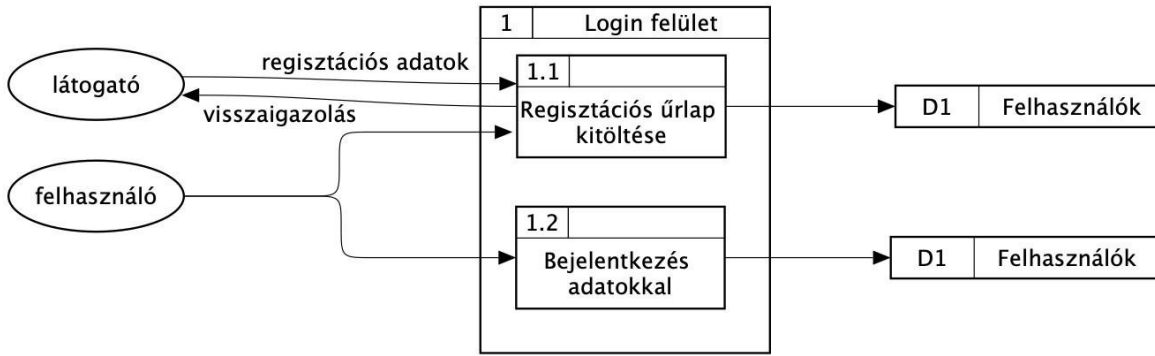 1 Login felület
látogató
regisztációs adatok
visszaigazolás
1.1
Regisztációs űrlap
kitöltése
D1 Felhasználók
felhasználó
1.2
Bejelentkezés
adatokkal
D1 Felhasználók